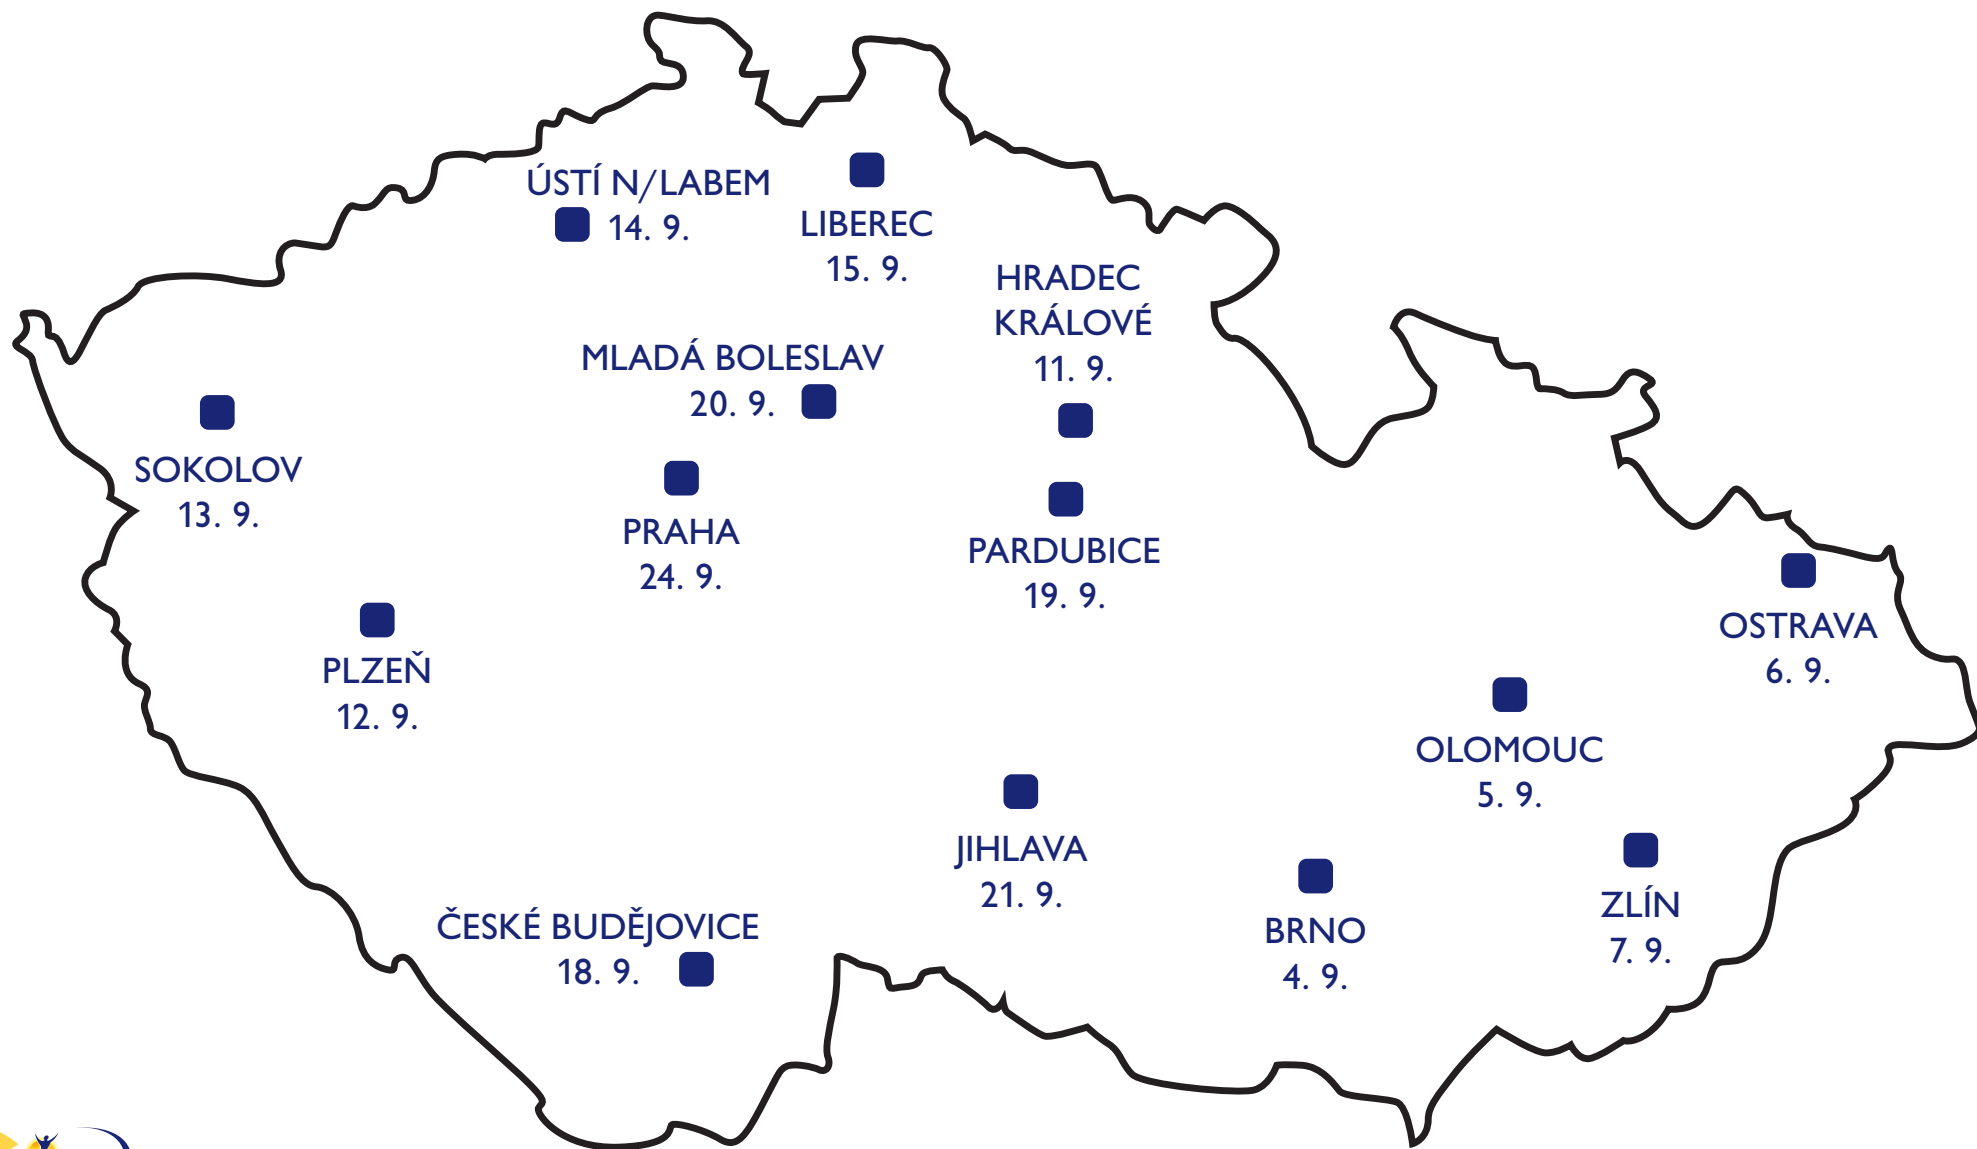 ÚSTÍ N/LABEM
14. 9.
LIBEREC
15. 9.
HRADEC
KRÁLOVÉ
11. 9.
MLADÁ BOLESLAV
20. 9.
SOKOLOV
13. 9.
PRAHA
24. 9.
PARDUBICE
19. 9.
OSTRAVA
6. 9.
PLZEŇ
12. 9.
OLOMOUC
5. 9.
JIHLAVA
21. 9.
ZLÍN
7. 9.
BRNO
4. 9.
ČESKÉ BUDĚJOVICE
18. 9.